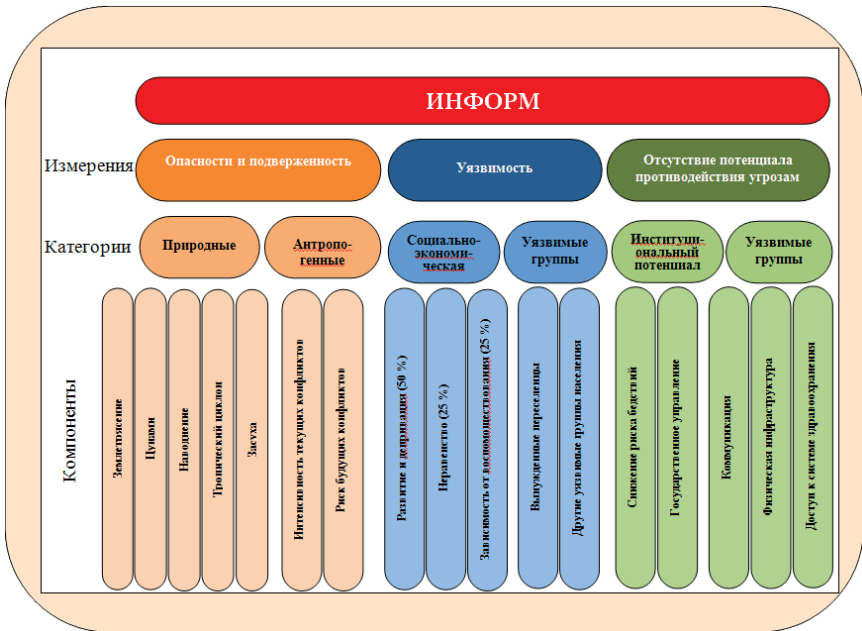 ИНФОРМ
Измерения
Опасности и подверженность
Уязвимость
Отсутствие потенциала
противодействия угрозам
Категории
Природные
Антропо-
генные
Социально-
экономи-
ческая
Уязвимые
группы
Институци-
ональный
потенциал
Уязвимые
группы
Компоненты
Землетрясение
Цунами
Наводнение
Тропический циклон
Засуха
Интенсивность текущих конфликтов
Риск будущих конфликтов
Развитие и депривация (50 %)
Неравенство (25 %)
Зависимость от вспомоществования (25 %)
Вынужденные переселенцы
Другие уязвимые группы населения
Снижение риска бедствий
Государственное управление
Коммуникация
Физическая инфраструктура
Доступ к системе здравоохранения